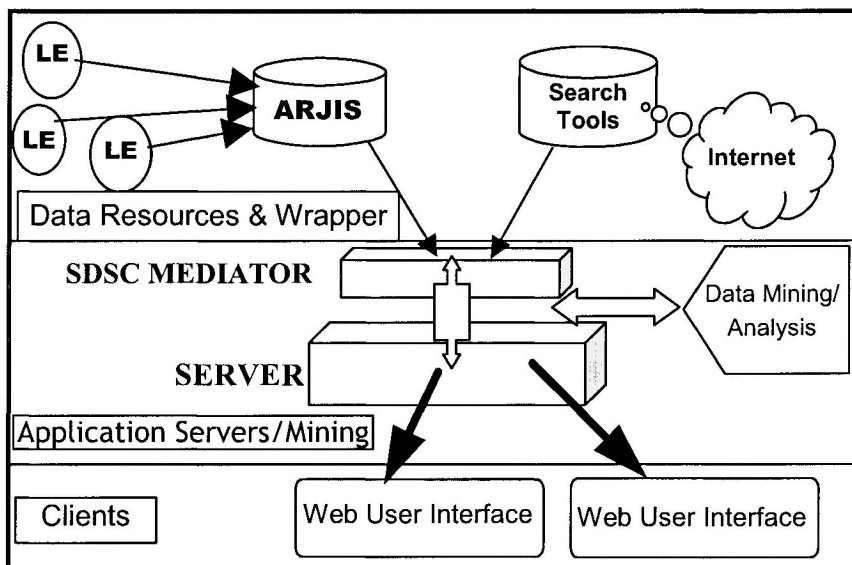 LE
ARJIS
Search
Tools
LE
LE
Internet
Data Resources & Wrapper
SDSC MEDIATOR
Data Mining/
Analysis
SERVER
Application Servers/Mining
Clients
Web User Interface
Web User Interface